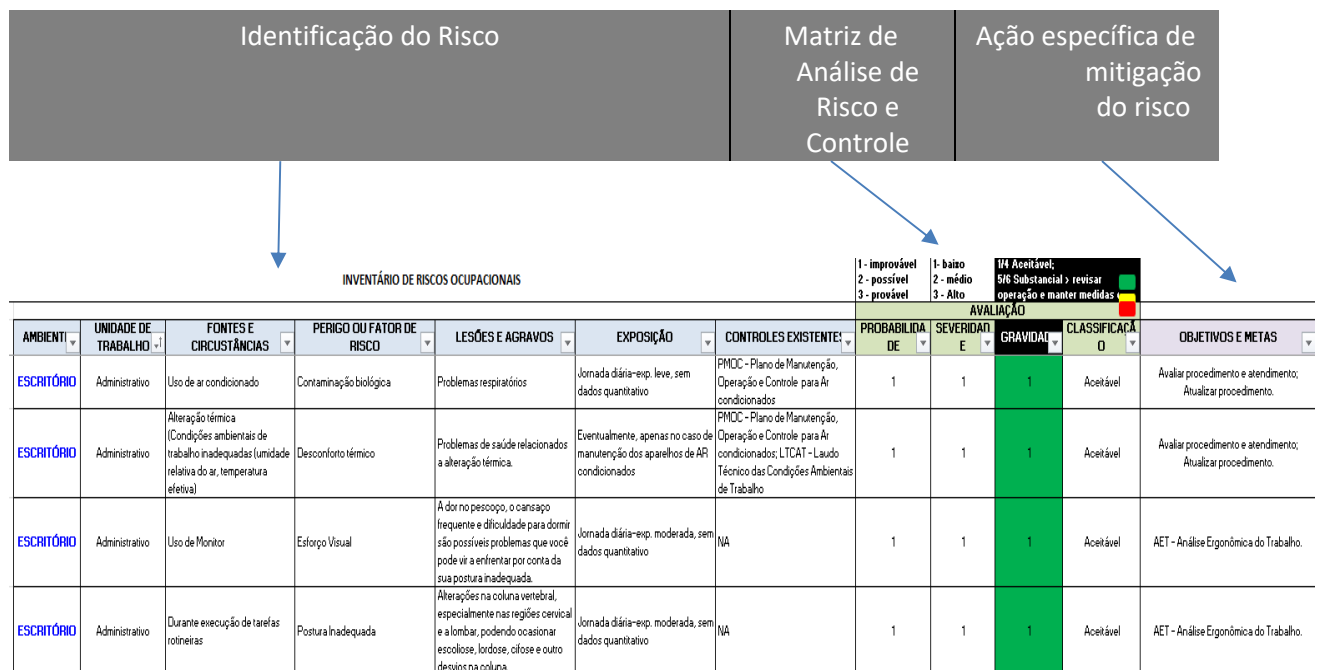 Identificação do Risco
Matriz de
Análise de
Risco e
Controle
Ação específica de
mitigação
do risco
INVENTÁRIO DE RISCOS OCUPACIONAIS
1 - improvável
2 - possível
3 - provável
1- baixo
2 - médio
3 - Alto
1/4 Aceitável;
5/6 Substancial > revisar
operação e manter medidas
AVALIAÇÃO
AMBIENT
UNIDADE DE
TRABALHO
FONTES E
CIRCUSTÂNCIAS
PERIGO OU FATOR DE
RISCO
LESÕES E AGRAVOS
EXPOSIÇÃO
CONTROLES EXISTENTE
PROBABILIDA
DE
SEVERIDAD
E
GRAVIDAD
CLASSIFICAÇÃ
O
OBJETIVOS E METAS
ESCRITÓRIO
Administrativo
Uso de ar condicionado
Contaminação biológica
Problemas respiratórios
Jornada diária-exp. leve, sem
dados quantitativo
PMOC - Plano de Manutenção,
Operação e Controle para Ar
condicionados
1
1
1
Aceitável
Avaliar procedimento e atendimento;
Atualizar procedimento.
ESCRITÓRIO
Administrativo
Alteração térmica
(Condições ambientais de
trabalho inadequadas (umidade
relativa do ar, temperatura
efetiva)
Desconforto térmico
Problemas de saúde relacionados
a alteração térmica.
Eventualmente, apenas no caso de
manutenção dos aparelhos de AR
condicionados
PMOC - Plano de Manutenção,
Operação e Controle para Ar
condicionados; LTCAT - Laudo
Técnico das Condições Ambientais
de Trabalho
1
1
1
Aceitável
Avaliar procedimento e atendimento;
Atualizar procedimento.
ESCRITÓRIO
Administrativo
Uso de Monitor
Esforço Visual
A dor no pescoço, o cansaço
frequente e dificuldade para dormir
são possíveis problemas que você
pode vir a enfrentar por conta da
sua postura inadequada.
Jornada diária-exp. moderada, sem
dados quantitativo
NA
1
1
1
Aceitável
AET - Análise Ergonômica do Trabalho.
ESCRITÓRIO
Administrativo
Durante execução de tarefas
rotineiras
Postura Inadequada
Alterações na coluna vertebral,
especialmente nas regiões cervical
e a lombar, podendo ocasionar
escoliose, lordose, cifose e outro
desvios na coluna
Jornada diária-exp. moderada, sem
dados quantitativo
NA
1
1
1
Aceitável
AET - Análise Ergonômica do Trabalho.